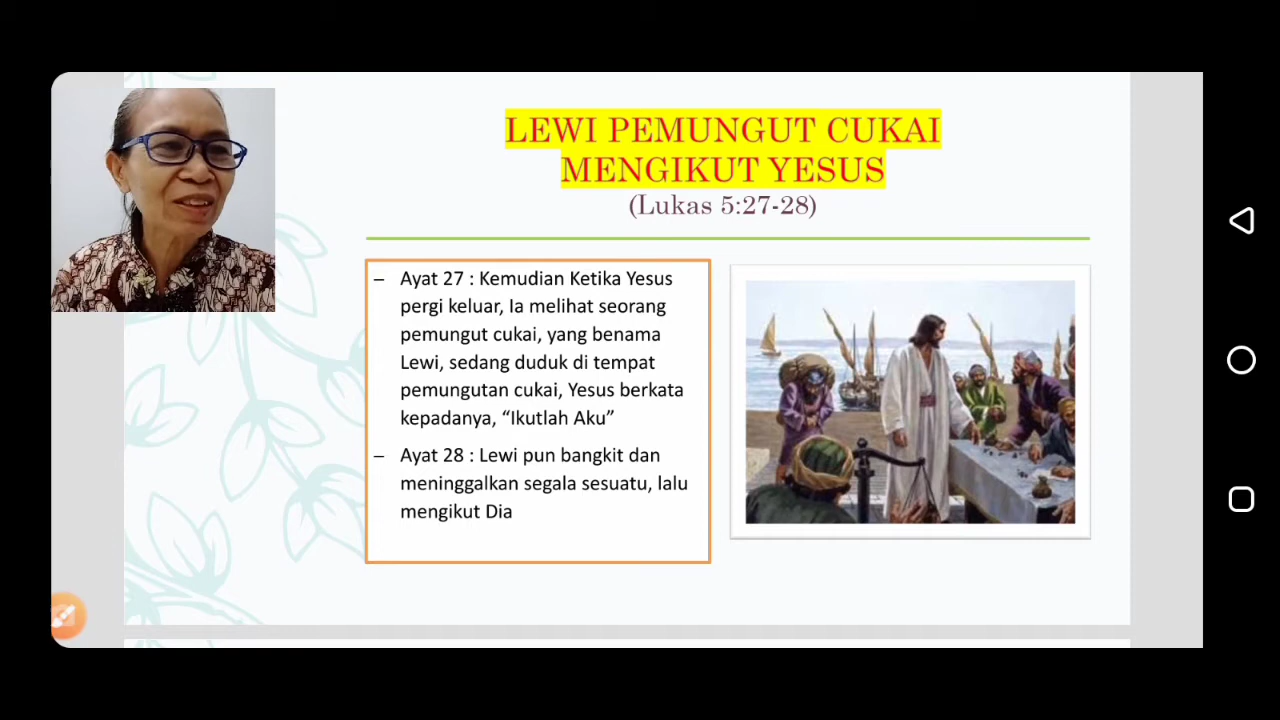 LEWI PEMUNGUT CUKAI
MENGIKUT YESUS
(Lukas 5:27-28)
– Ayat 27 : Kemudian Ketika Yesus
pergi keluar, Ia melihat seorang
pemungut cukai, yang benama
Lewi, sedang duduk di tempat
pemungutan cukai, Yesus berkata
kepadanya, “Ikutlah Aku”
– Ayat 28 : Lewi pun bangkit dan
meninggalkan segala sesuatu, lalu
mengikut Dia